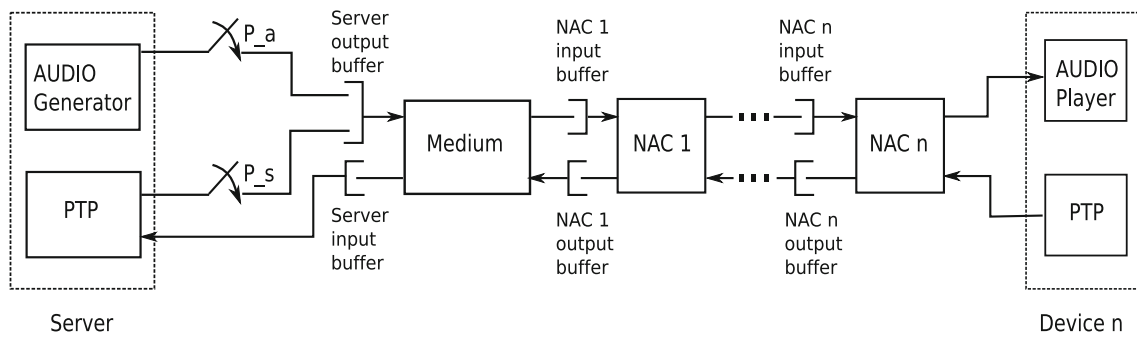 AUDIO
Generator
PTP
Server
P_a
P_s
Server
output
buffer
Server
input
buffer
Medium
NAC 1
input
buffer
NAC 1
output
buffer
NAC 1
NAC n
input
buffer
NAC n
output
buffer
NAC n
AUDIO
Player
PTP
Device n